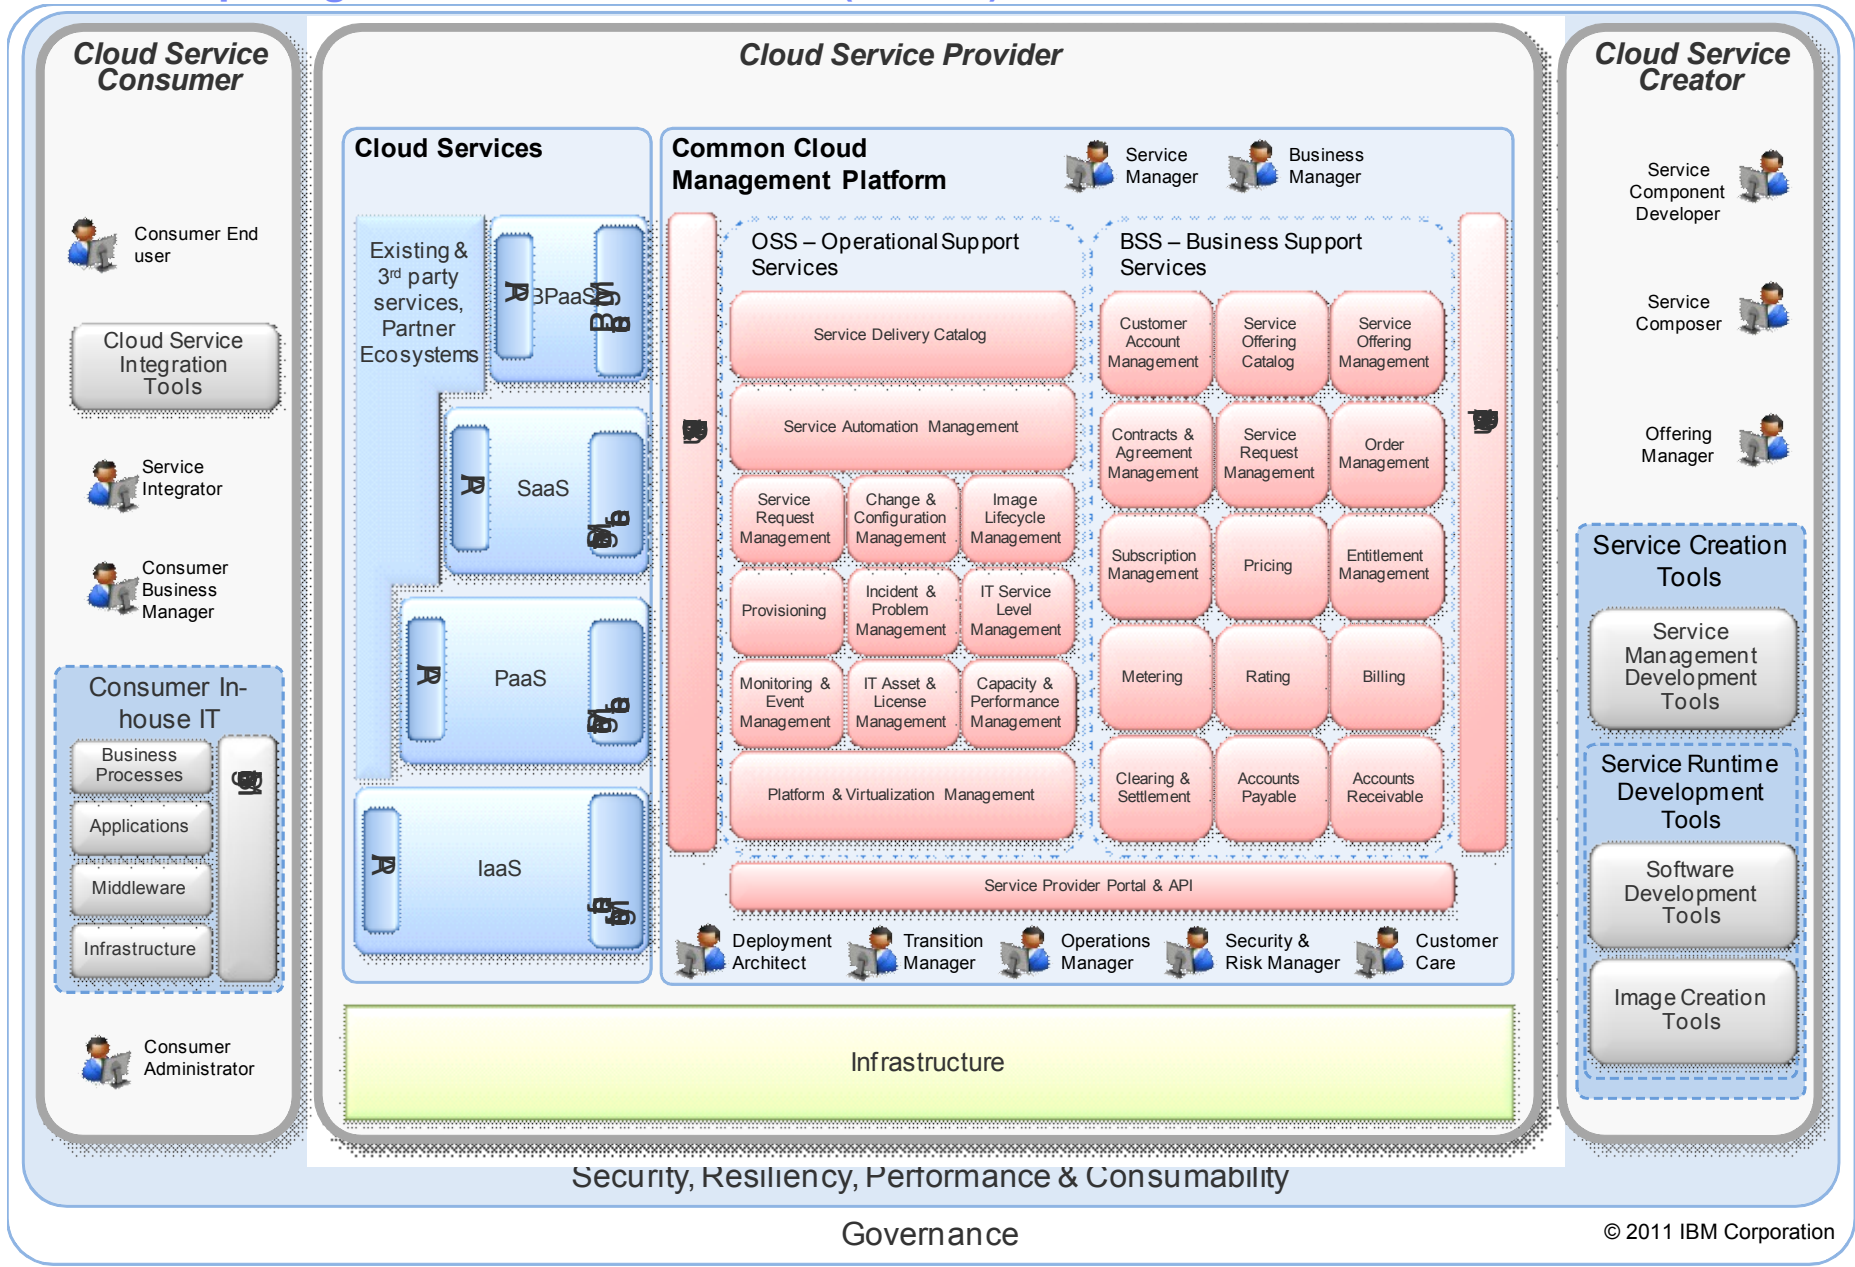 Cloud Service
Consumer
Consumer End
user
Cloud Service
Integration
Tools
Service
Integrator
Consumer
Business
Manager
Consumer In-
house IT
Business
Processes
Applications
Middleware
Infrastructure
Consumer
Administrator
Cloud Service Provider
Cloud Services
Existing &
3rd party
services,
Partner
Ecosystems
BPaaS
SaaS
PaaS
IaaS
Common Cloud
Management Platform
Service
Manager
Business
Manager
OSS – Operational Support
Services
Service Delivery Catalog
Service Automation Management
Service
Request
Management
Change &
Configuration
Management
Image
Lifecycle
Management
Provisioning
Incident &
Problem
Management
IT Service
Level
Management
Monitoring &
Event
Management
IT Asset &
License
Management
Capacity &
Performance
Management
Platform & Virtualization Management
BSS – Business Support
Services
Customer
Account
Management
Service
Offering
Catalog
Service
Offering
Management
Contracts &
Agreement
Management
Service
Request
Management
Order
Management
Subscription
Management
Pricing
Entitlement
Management
Metering
Rating
Billing
Clearing &
Settlement
Accounts
Payable
Accounts
Receivable
Service Provider Portal & API
Deployment
Architect
Transition
Manager
Operations
Manager
Security &
Risk Manager
Customer
Care
Infrastructure
Cloud Service
Creator
Service
Component
Developer
Service
Composer
Offering
Manager
Service Creation
Tools
Service
Management
Development
Tools
Service Runtime
Development
Tools
Software
Development
Tools
Image Creation
Tools
Security, Resiliency, Performance & Consumability
Governance
© 2011 IBM Corporation